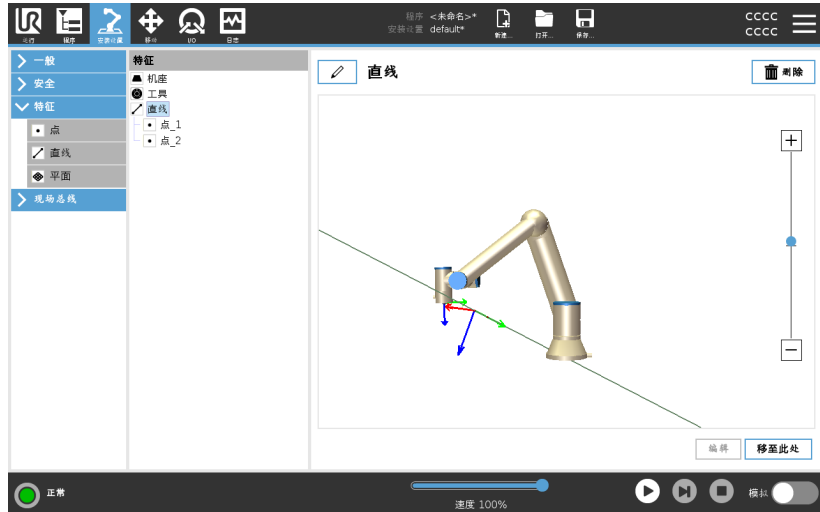 UR
运行 程序 安装设置 移动 I/O 日志
程序 <未命名>*
安装设置 default*
新建... 打开... 保存...
cccc
cccc
一般
安全
特征
点
直线
平面
现场总线
特征
机座
工具
直线
点_1
点_2
直线
删除
+
−
编辑
移至此处
正常
速度 100%
模拟